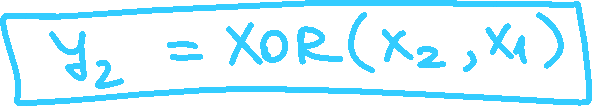 y₂ = XOR(x₂, x₁)